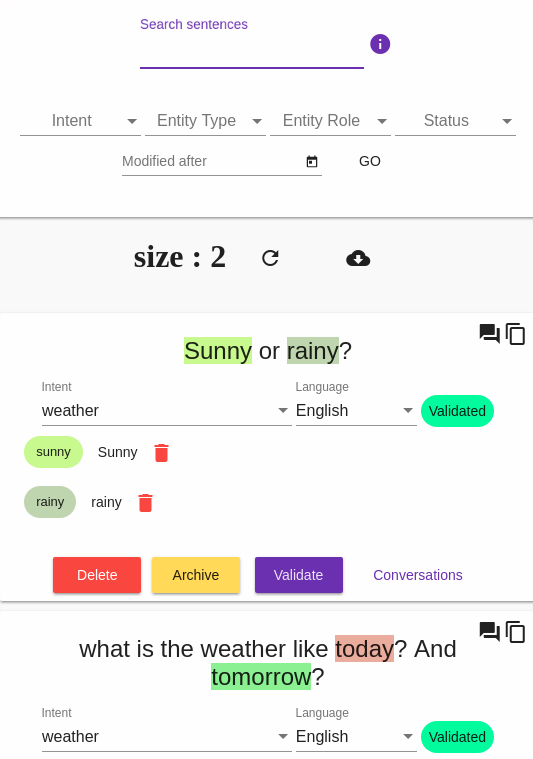 Search sentences
Intent Entity Type Entity Role Status
Modified after GO
size : 2
Sunny or rainy?
Intent Language
weather English Validated
sunny Sunny
rainy rainy
Delete Archive Validate Conversations
what is the weather like today? And
tomorrow?
Intent Language
weather English Validated